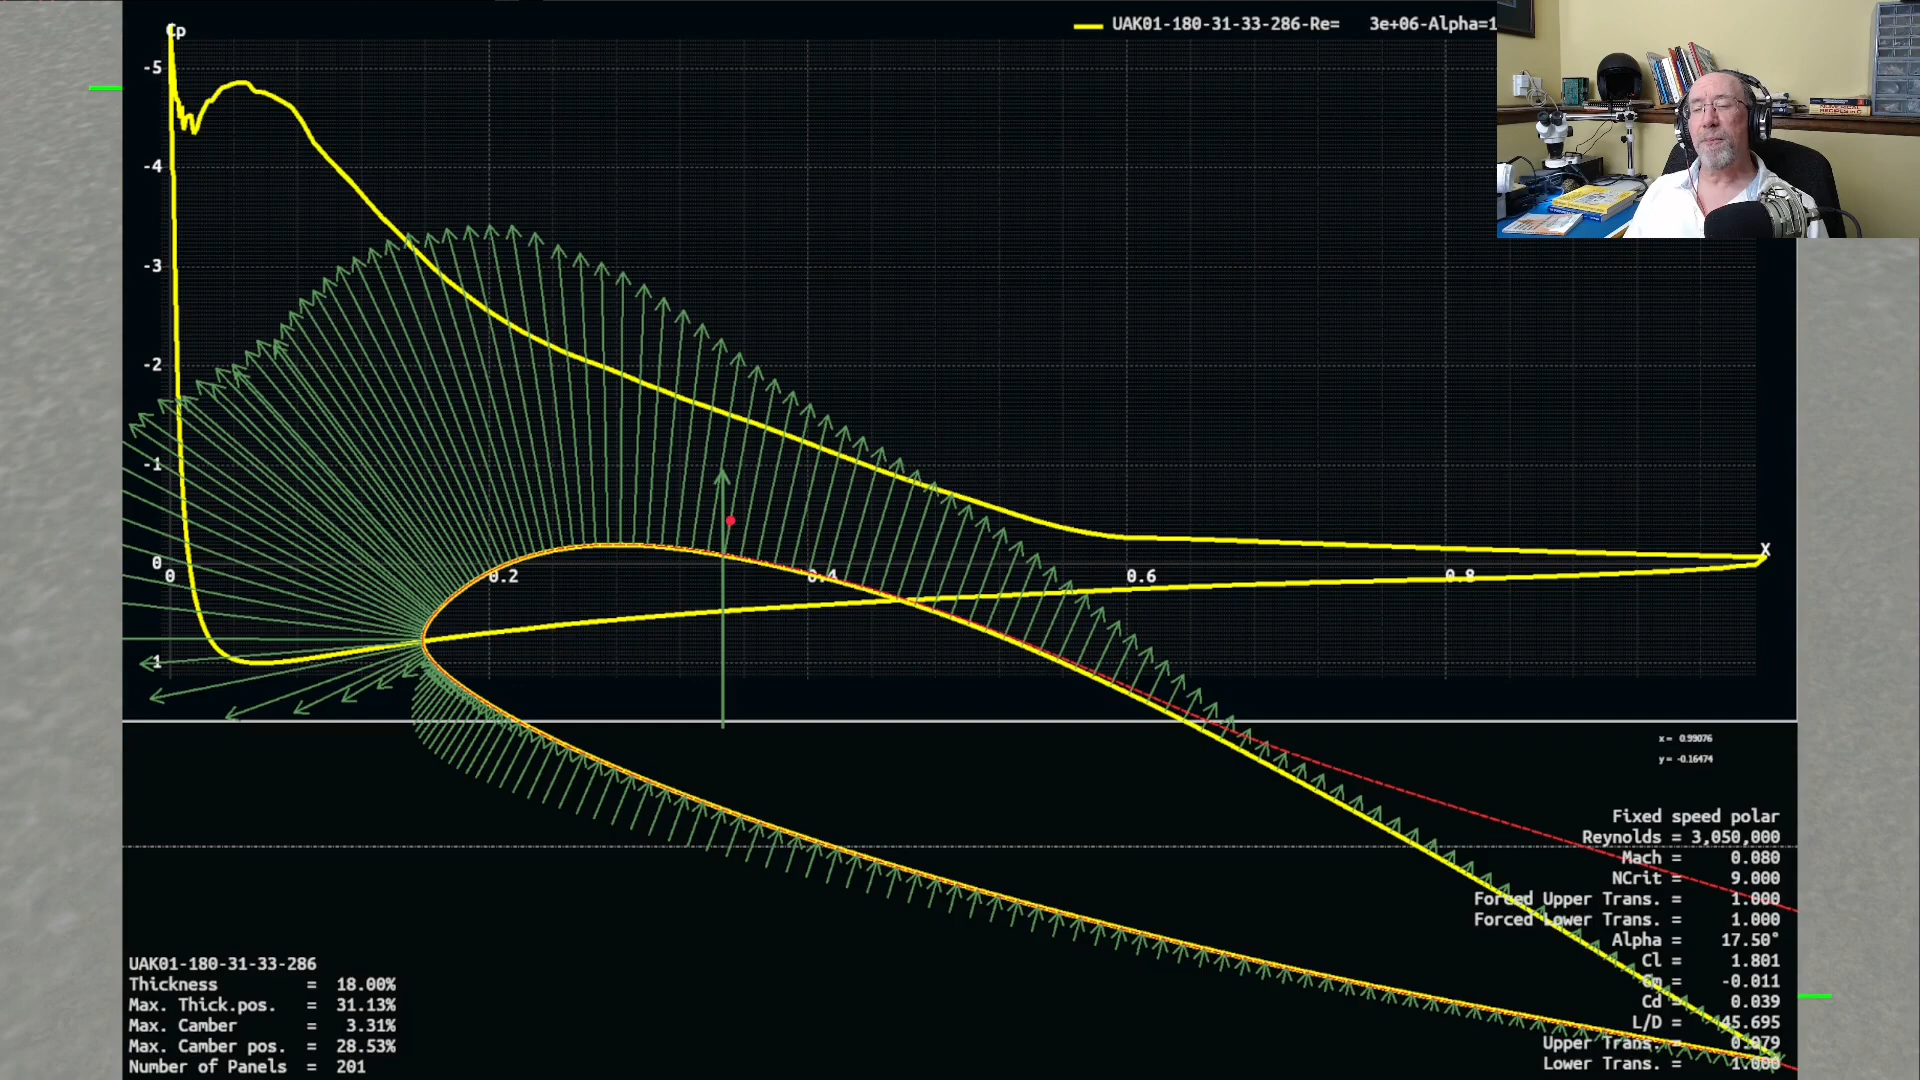 Cp
UAK01-180-31-33-286-Re=   3e+06-Alpha=1
-5
-4
-3
-2
-1
0
0
0.2
0.4
0.6
0.8
X
1
x = 0.99076
y = -0.16474
Fixed speed polar
Reynolds = 3,050,000
Mach = 0.080
NCrit = 9.000
Forced Upper Trans. = 1.000
Forced Lower Trans. = 1.000
Alpha = 17.50°
Cl = 1.801
Cm = -0.011
Cd = 0.039
L/D = 45.695
Upper Trans. = 0.079
Lower Trans. = 1.000
UAK01-180-31-33-286
Thickness = 18.00%
Max. Thick.pos. = 31.13%
Max. Camber = 3.31%
Max. Camber pos. = 28.53%
Number of Panels = 201